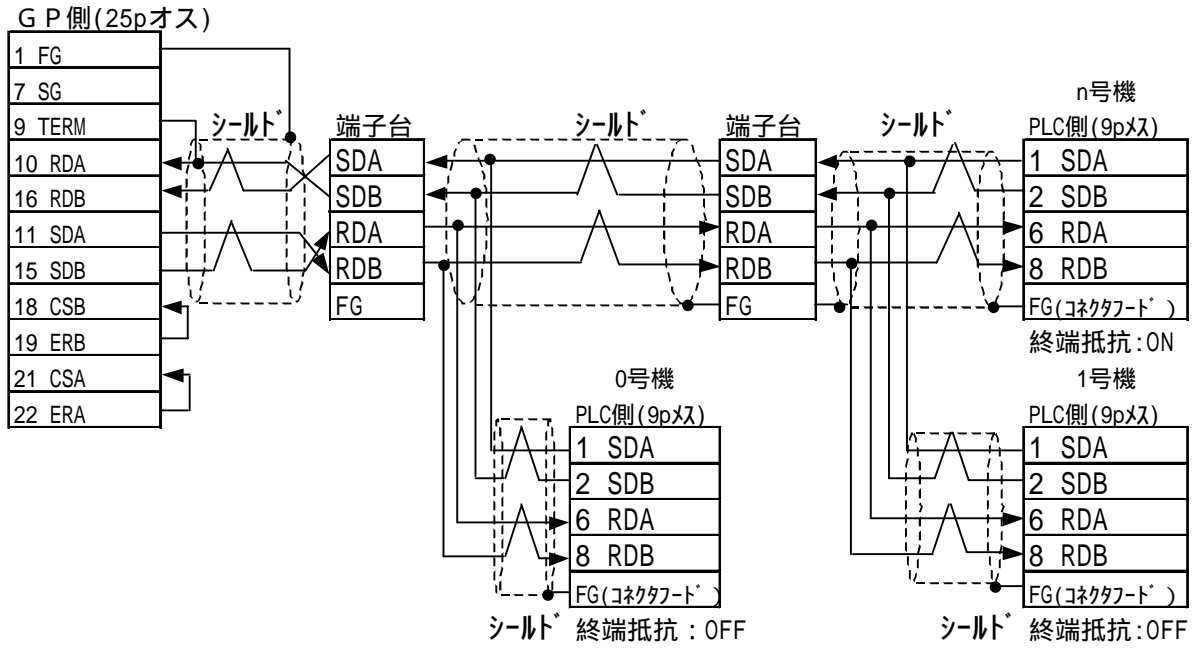 GP側(25pオス)
1 FG
7 SG
9 TERM
10 RDA
16 RDB
11 SDA
15 SDB
18 CSB
19 ERB
21 CSA
22 ERA
シールド
端子台
SDA
SDB
RDA
RDB
FG
シールド
端子台
SDA
SDB
RDA
RDB
FG
シールド
n号機
PLC側(9pメス)
1 SDA
2 SDB
6 RDA
8 RDB
FG(コネクタフード)
終端抵抗:ON
0号機
PLC側(9pメス)
1 SDA
2 SDB
6 RDA
8 RDB
FG(コネクタフード)
シールド 終端抵抗:OFF
1号機
PLC側(9pメス)
1 SDA
2 SDB
6 RDA
8 RDB
FG(コネクタフード)
シールド 終端抵抗:OFF